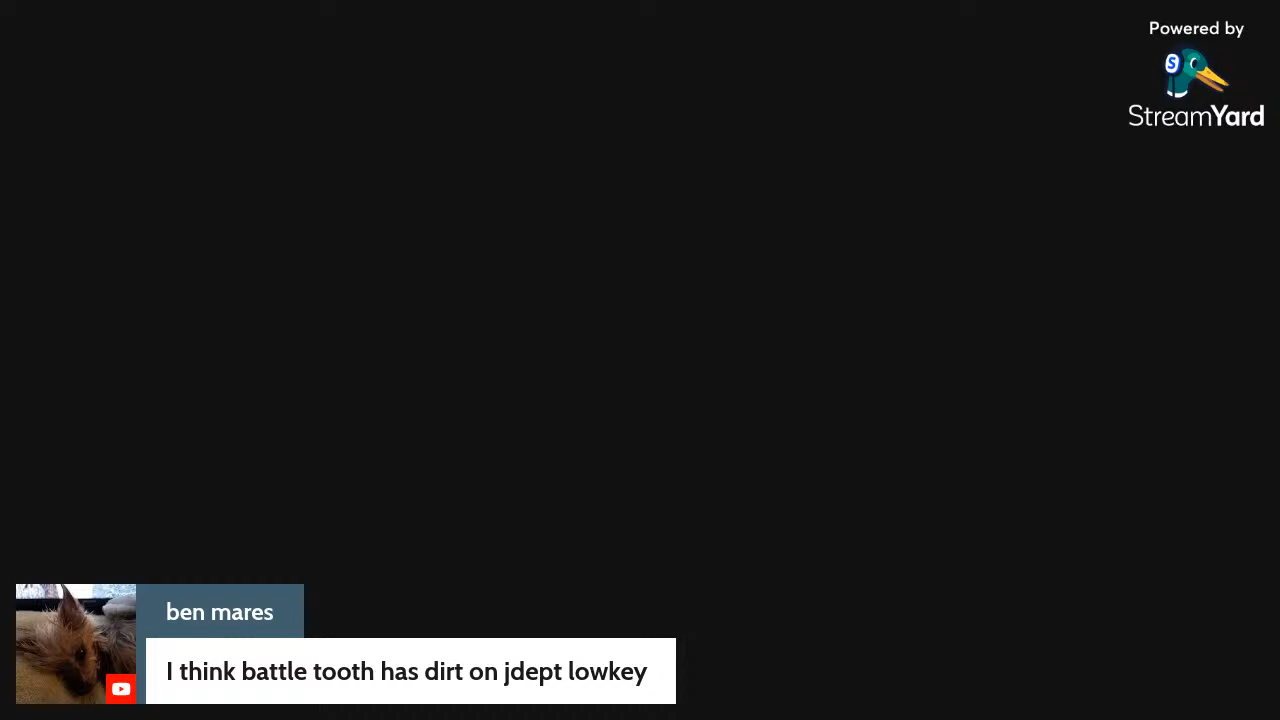 Powered by
S
StreamYard
ben mares
I think battle tooth has dirt on jdept lowkey